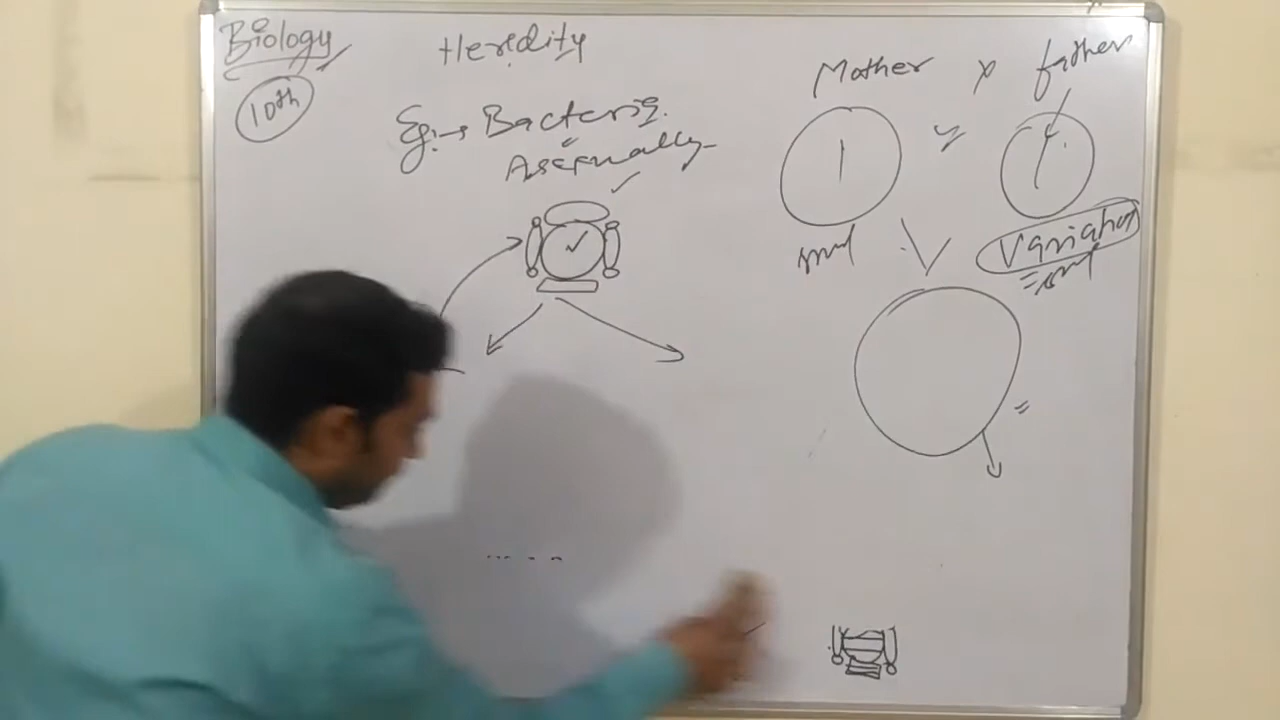 Biology
Heredity
10th
Eg:→ Bacteria.
Asexually
Mother x father
Variation